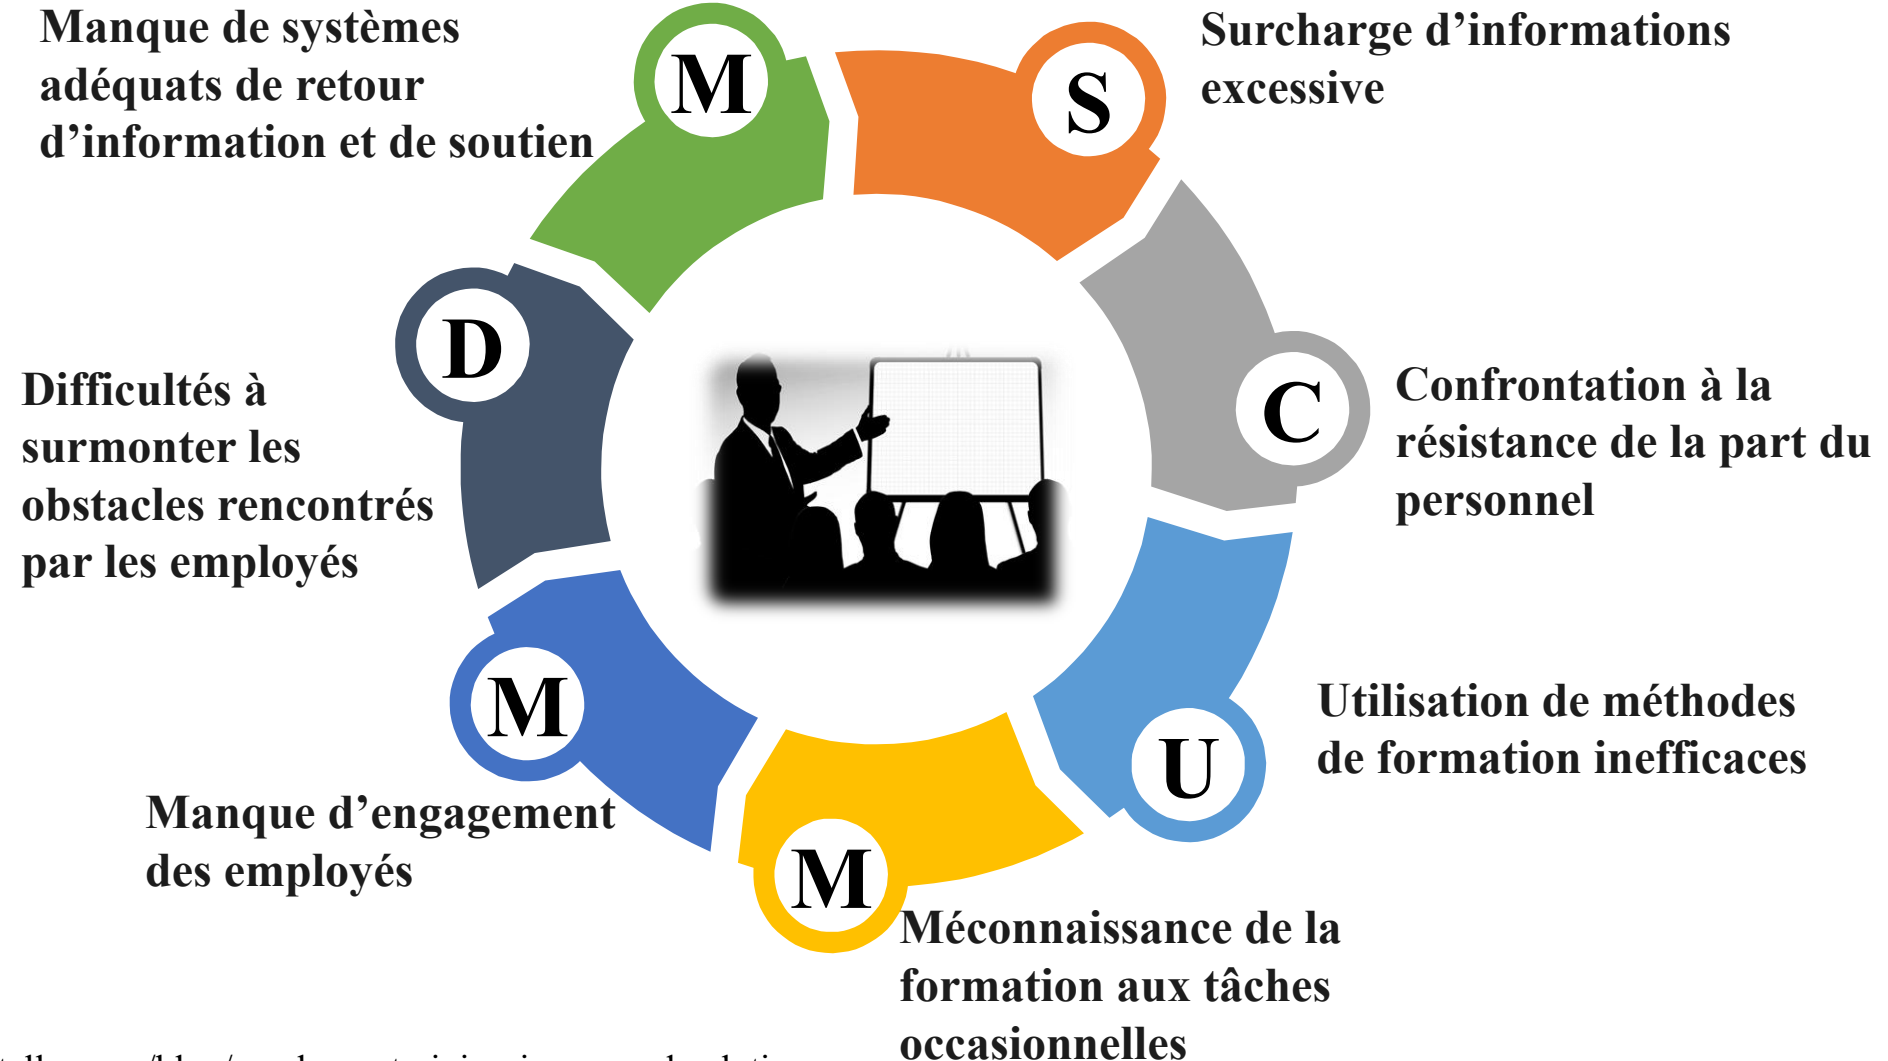 Manque de systèmes
adéquats de retour
d’information et de soutien
M
S
Surcharge d’informations
excessive
C
Confrontation à la
résistance de la part du
personnel
U
Utilisation de méthodes
de formation inefficaces
M
Méconnaissance de la
formation aux tâches
occasionnelles
M
Manque d’engagement
des employés
D
Difficultés à
surmonter les
obstacles rencontrés
par les employés